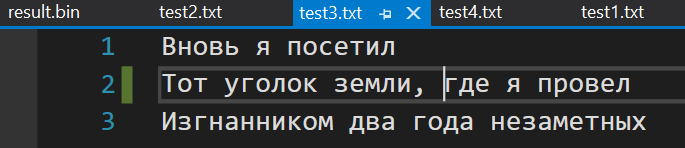 result.bin test2.txt test3.txt test4.txt test1.txt
1 Вновь я посетил
2 Тот уголок земли, где я провел
3 Изгнанником два года незаметных